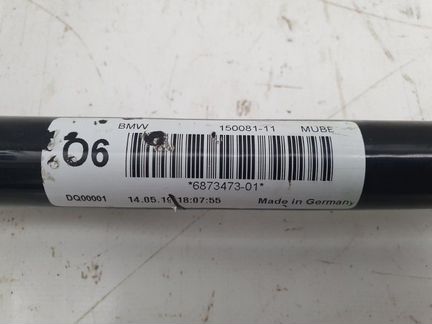 BMW 150081-11 MUBE
06
*6873473-01*
DQ00001 14.05.19 18:07:55 Made in Germany